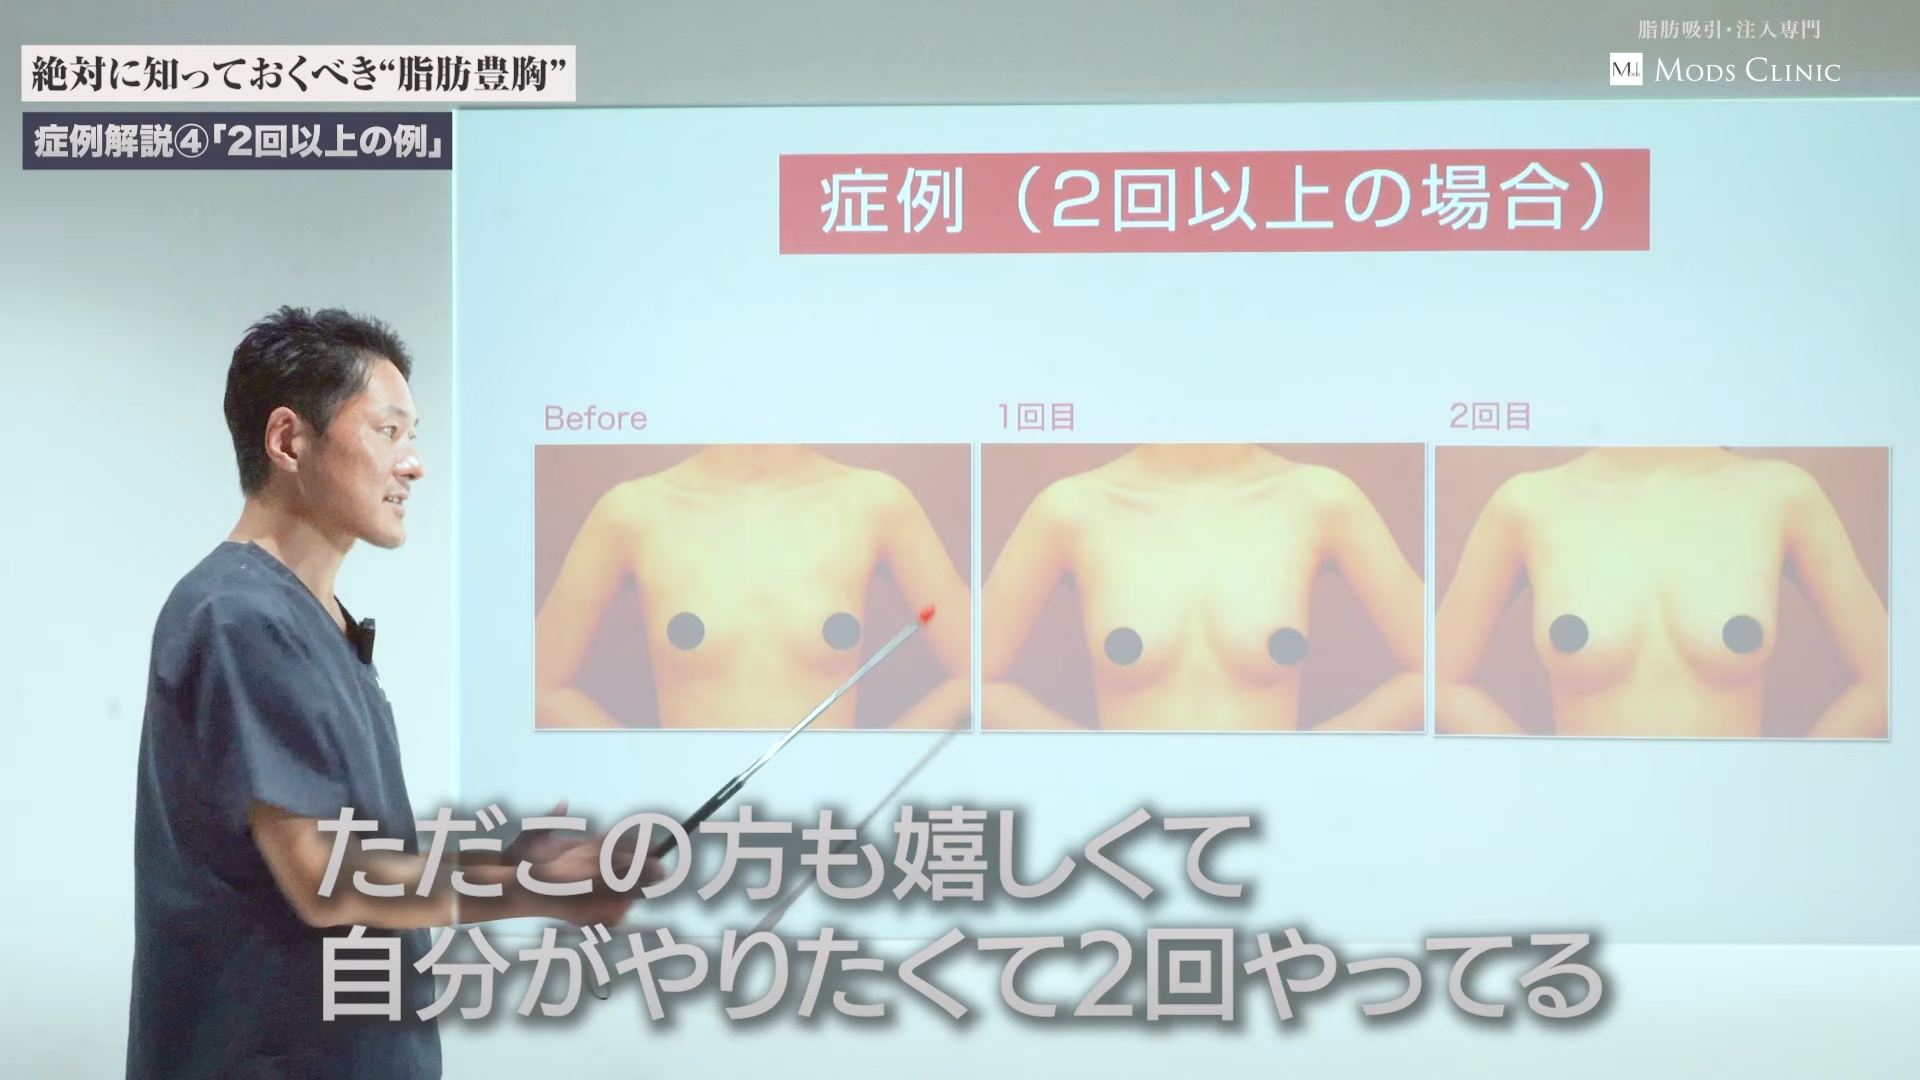 絶対に知っておくべき“脂肪豊胸”
症例解説④「2回以上の例」
脂肪吸引・注入専門
MODS CLINIC
症例（2回以上の場合）
Before
1回目
2回目
ただこの方も嬉しくて
自分がやりたくて2回やってる